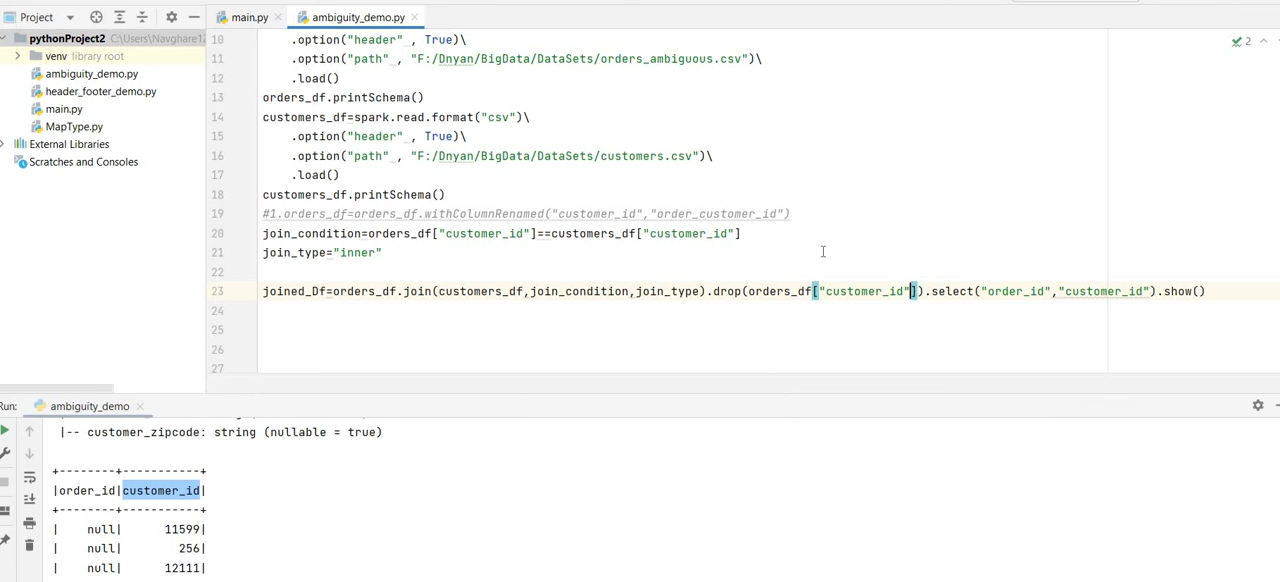 Project
main.py
ambiguity_demo.py
pythonProject2 C:\Users\Navghare12
venv library root
ambiguity_demo.py
header_footer_demo.py
main.py
MapType.py
External Libraries
Scratches and Consoles
2
10 .option("header" , True)\
11 .option("path" , "F:/Dnyan/BigData/DataSets/orders_ambiguous.csv")\
12 .load()
13 orders_df.printSchema()
14 customers_df=spark.read.format("csv")\
15 .option("header" , True)\
16 .option("path" , "F:/Dnyan/BigData/DataSets/customers.csv")\
17 .load()
18 customers_df.printSchema()
19 #1.orders_df=orders_df.withColumnRenamed("customer_id","order_customer_id")
20 join_condition=orders_df["customer_id"]==customers_df["customer_id"]
21 join_type="inner"
22
23 joined_Df=orders_df.join(customers_df,join_condition,join_type).drop(orders_df["customer_id"]).select("order_id","customer_id").show()
24
25
26
27
Run: ambiguity_demo
|-- customer_zipcode: string (nullable = true)
+--------+-----------+
|order_id|customer_id|
+--------+-----------+
| null| 11599|
| null| 256|
| null| 12111|